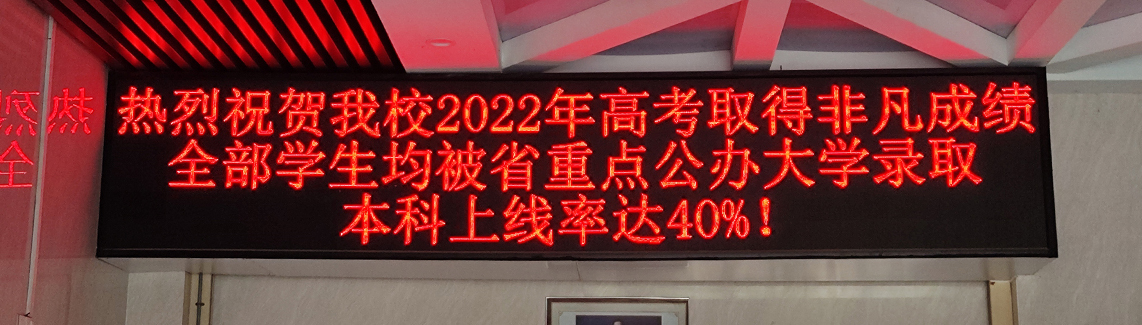 热烈祝贺我校2022年高考取得非凡成绩
全部学生均被省重点公办大学录取
本科上线率达40%!